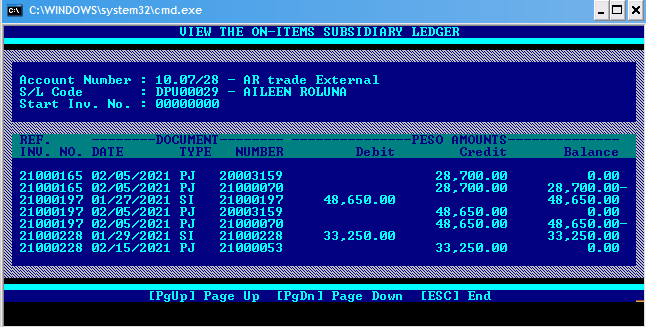 C:\WINDOWS\system32\cmd.exe
VIEW THE ON-ITEMS SUBSIDIARY LEDGER
Account Number : 10.07/28 - AR trade External
S/L Code : DPU00029 - AILEEN ROLUNA
Start Inv. No. : 00000000
REF. DOCUMENT PESO AMOUNTS
INV. NO. DATE TYPE NUMBER Debit Credit Balance
21000165 02/05/2021 PJ 20003159 28,700.00 0.00
21000165 02/05/2021 PJ 21000070 28,700.00 28,700.00-
21000197 01/27/2021 SI 21000197 48,650.00 48,650.00
21000197 02/05/2021 PJ 20003159 48,650.00 0.00
21000197 02/05/2021 PJ 21000070 48,650.00 48,650.00-
21000228 01/29/2021 SI 21000228 33,250.00 33,250.00
21000228 02/15/2021 PJ 21000053 33,250.00 0.00
[PgUp] Page Up [PgDn] Page Down [ESC] End